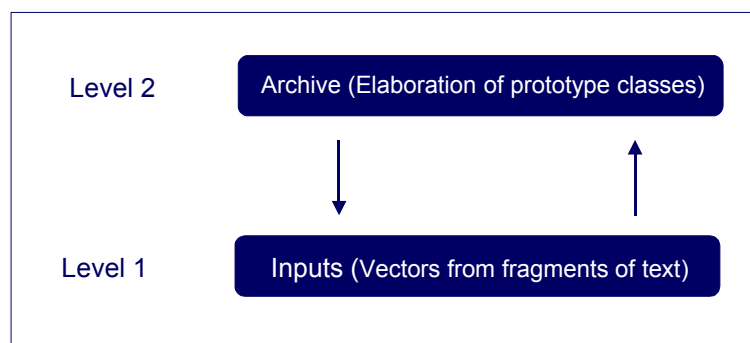 Level 2
Archive (Elaboration of prototype classes)
Level 1
Inputs (Vectors from fragments of text)